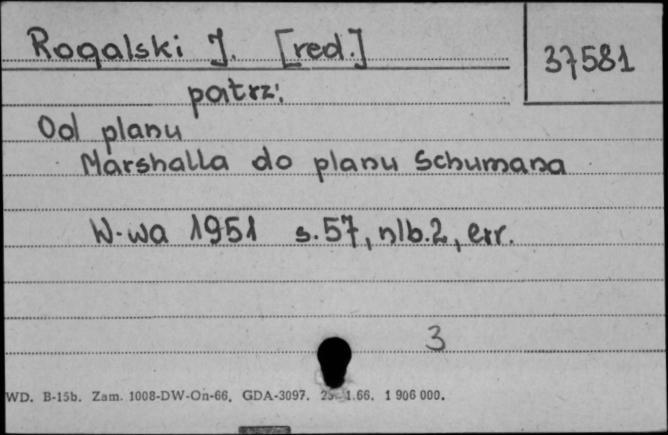 Rogalski J. [red.]
37581
patrz:
Od planu
Marshalla do planu Schumana
W-wa 1951 s. 57, nlb. 2, err.
3
WD. B-15b. Zam. 1008-DW-On-66. GDA-3097. 1.66. 1 906 000.